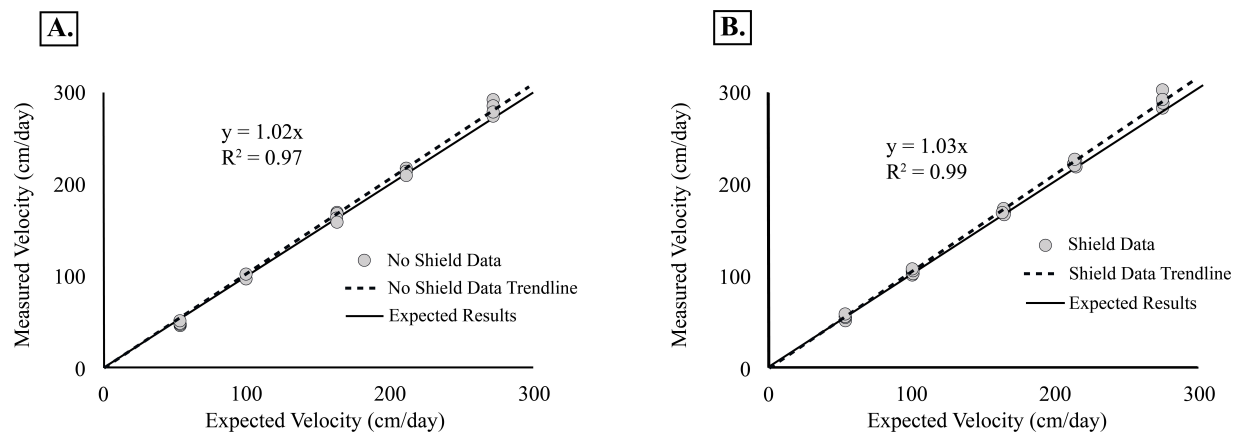 A.
Measured Velocity (cm/day)
300
200
100
0
y = 1.02x
R² = 0.97
No Shield Data
No Shield Data Trendline
Expected Results
0 100 200 300
Expected Velocity (cm/day)
B.
Measured Velocity (cm/day)
300
200
100
0
y = 1.03x
R² = 0.99
Shield Data
Shield Data Trendline
Expected Results
0 100 200 300
Expected Velocity (cm/day)